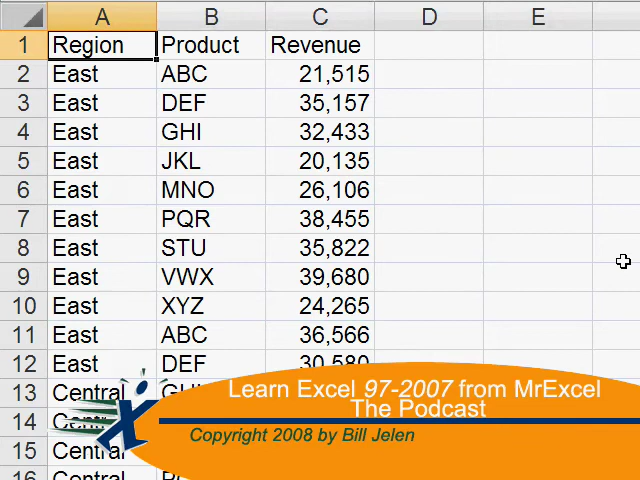 A B C D E
1 Region Product Revenue
2 East ABC 21,515
3 East DEF 35,157
4 East GHI 32,433
5 East JKL 20,135
6 East MNO 26,106
7 East PQR 38,455
8 East STU 35,822
9 East VWX 39,680
10 East XYZ 24,265
11 East ABC 36,566
12 East DEF 30,580
13 Central
14 Central
15 Central
16 Central
Learn Excel 97-2007 from MrExcel
The Podcast
Copyright 2008 by Bill Jelen